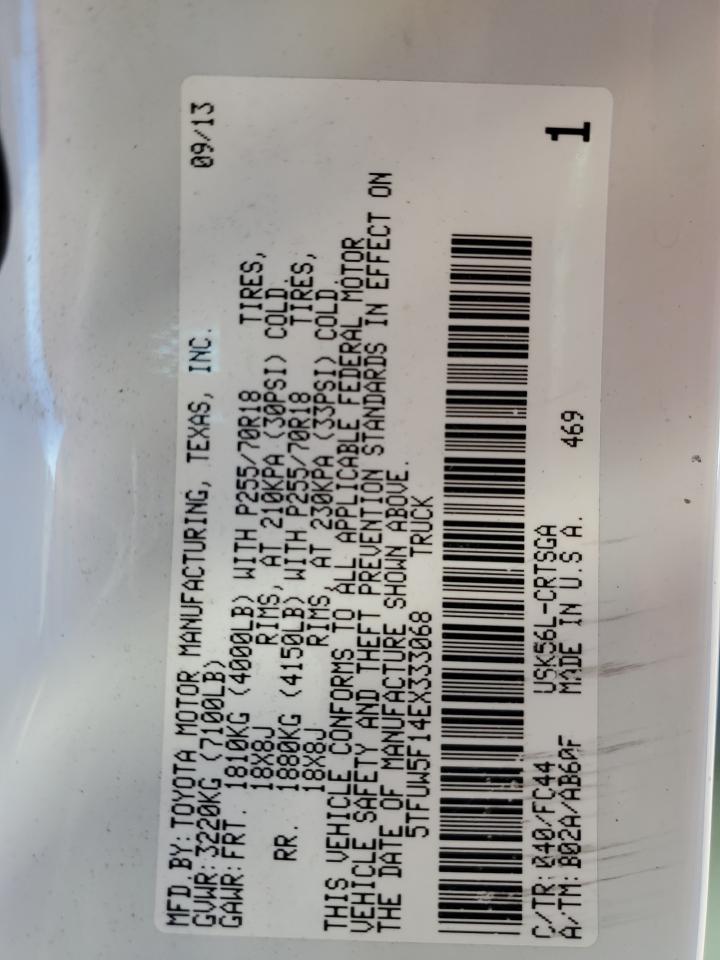 MFD BY: TOYOTA MOTOR MANUFACTURING, TEXAS, INC. 09/13
GVWR: 3220KG (7100LB)
GAWR: FRT. 1810KG (4000LB) WITH P255/70R18 TIRES,
18X8J RIMS, AT 210KPA (30PSI) COLD
RR. 1880KG (4150LB) WITH P255/70R18 TIRES,
18X8J RIMS, AT 230KPA (33PSI) COLD
THIS VEHICLE CONFORMS TO ALL APPLICABLE FEDERAL MOTOR
VEHICLE SAFETY AND THEFT PREVENTION STANDARDS IN EFFECT ON
THE DATE OF MANUFACTURE SHOWN ABOVE.
5TFUW5F14EX333068 TRUCK
C/TR: 040/FC44 USK56L-CRTSGA
A/TM: B02A/AB60F MADE IN U.S.A. 469 1